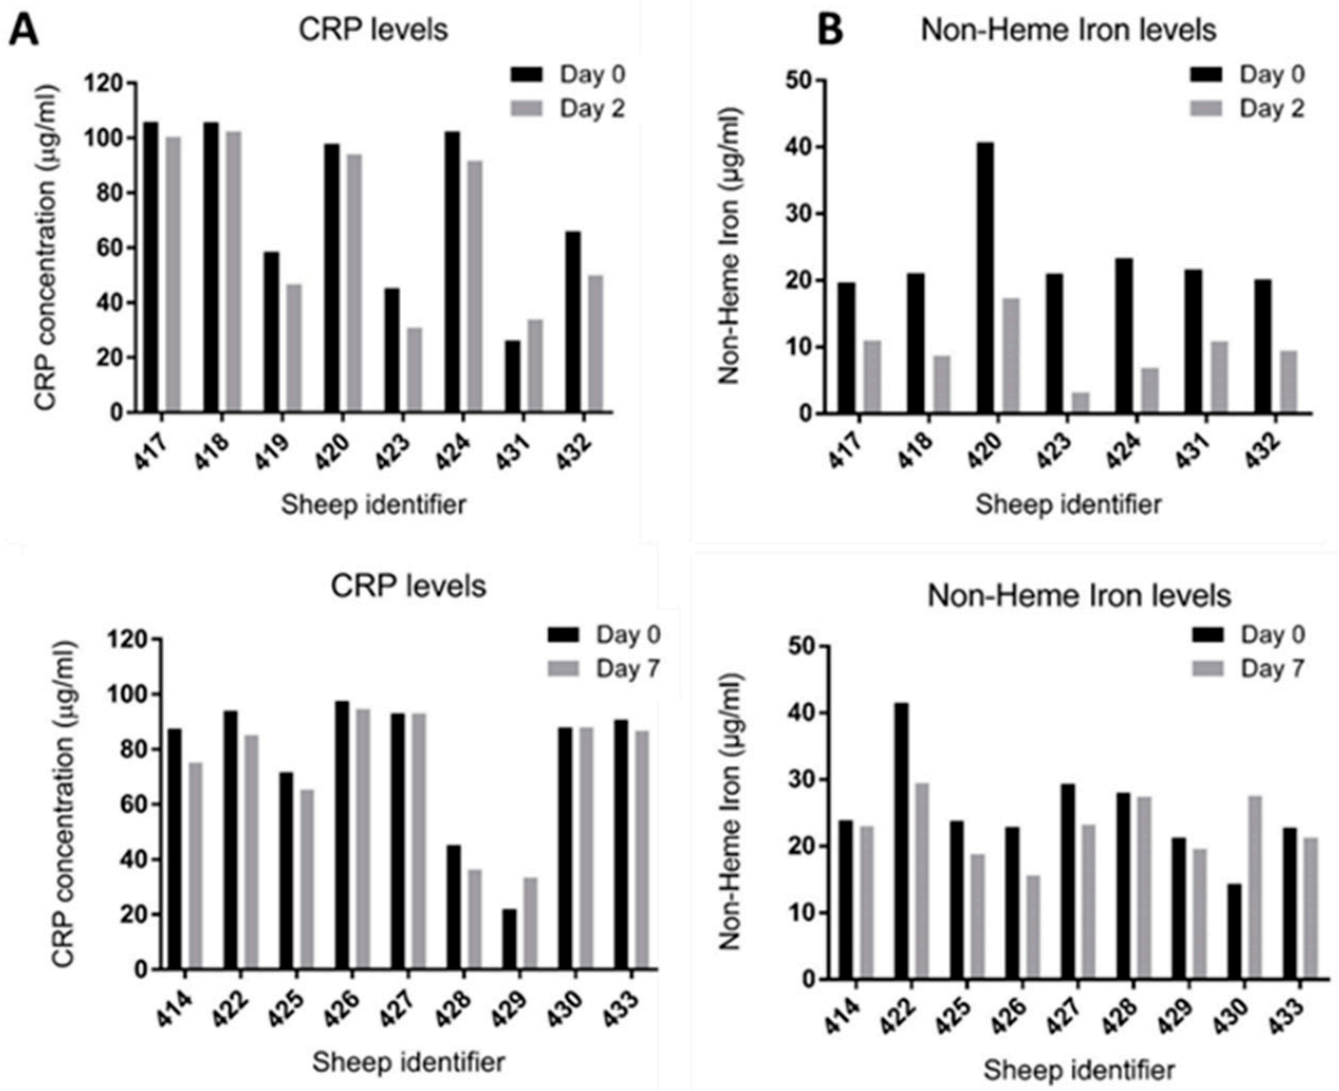 A
CRP levels
Day 0
Day 2
CRP concentration (µg/ml)
120
100
80
60
40
20
0
417 418 419 420 423 424 431 432
Sheep identifier
B
Non-Heme Iron levels
Day 0
Day 2
Non-Heme Iron (µg/ml)
50
40
30
20
10
0
417 418 420 423 424 431 432
Sheep identifier
CRP levels
Day 0
Day 7
CRP concentration (µg/ml)
120
100
80
60
40
20
0
414 422 425 426 427 428 429 430 433
Sheep identifier
Non-Heme Iron levels
Day 0
Day 7
Non-Heme Iron (µg/ml)
50
40
30
20
10
0
414 422 425 426 427 428 429 430 433
Sheep identifier